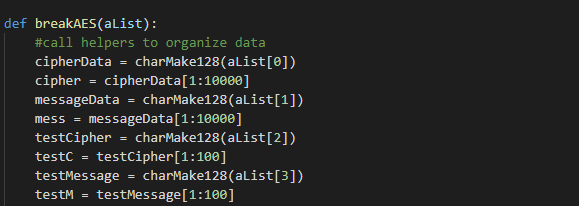 def breakAES(aList):
    #call helpers to organize data
    cipherData = charMake128(aList[0])
    cipher = cipherData[1:10000]
    messageData = charMake128(aList[1])
    mess = messageData[1:10000]
    testCipher = charMake128(aList[2])
    testC = testCipher[1:100]
    testMessage = charMake128(aList[3])
    testM = testMessage[1:100]